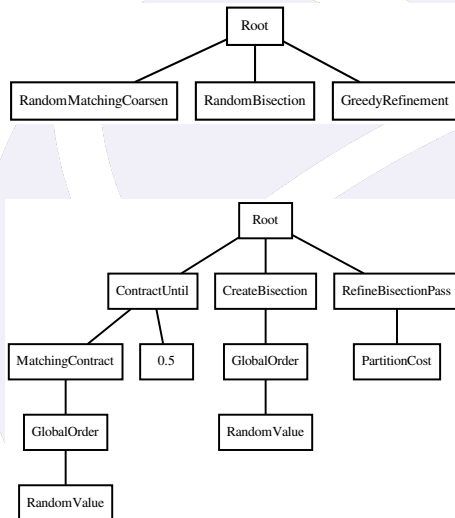 Root
RandomMatchingCoarsen RandomBisection GreedyRefinement
Root
ContractUntil CreateBisection RefineBisectionPass
MatchingContract 0.5 GlobalOrder PartitionCost
GlobalOrder RandomValue
RandomValue